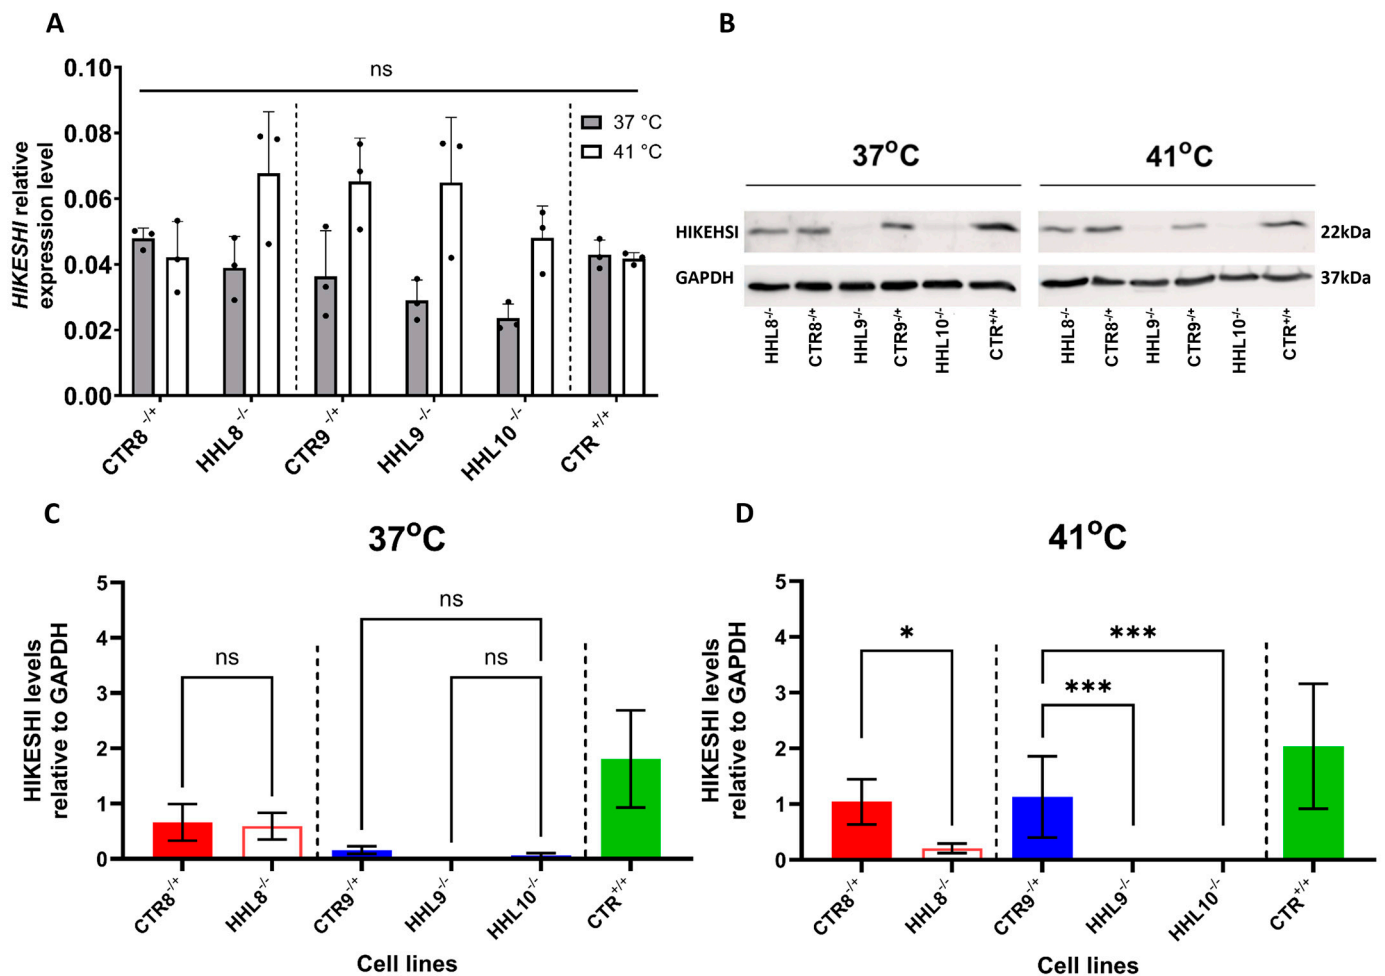 A
0.10
0.08
0.06
0.04
0.02
0.00
HIKESHI relative
expression level
ns
37 °C
41 °C
CTR8 -/+
HHL8 -/-
CTR9 -/+
HHL9 -/-
HHL10 -/-
CTR +/+
B
37°C
41°C
HIKEHSI
22kDa
GAPDH
37kDa
HHL8-/-
CTR8-/+
HHL9-/-
CTR9-/+
HHL10-/-
CTR+/+
HHL8-/-
CTR8-/+
HHL9-/-
CTR9-/+
HHL10-/-
CTR+/+
C
37°C
HIKESHI levels
relative to GAPDH
5
4
3
2
1
0
ns
ns
ns
CTR8-/+
HHL8-/-
CTR9-/+
HHL9-/-
HHL10-/-
CTR+/+
Cell lines
D
41°C
HIKESHI levels
relative to GAPDH
5
4
3
2
1
0
*
***
***
CTR8-/+
HHL8-/-
CTR9-/+
HHL9-/-
HHL10-/-
CTR+/+
Cell lines